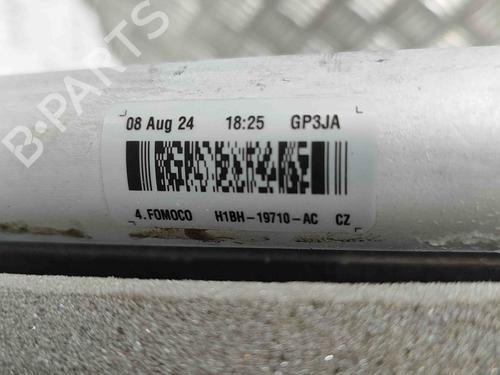 B-PARTS
08 Aug 24 18:25 GP3JA
4.FOMOCO H1BH-19710-AC CZ